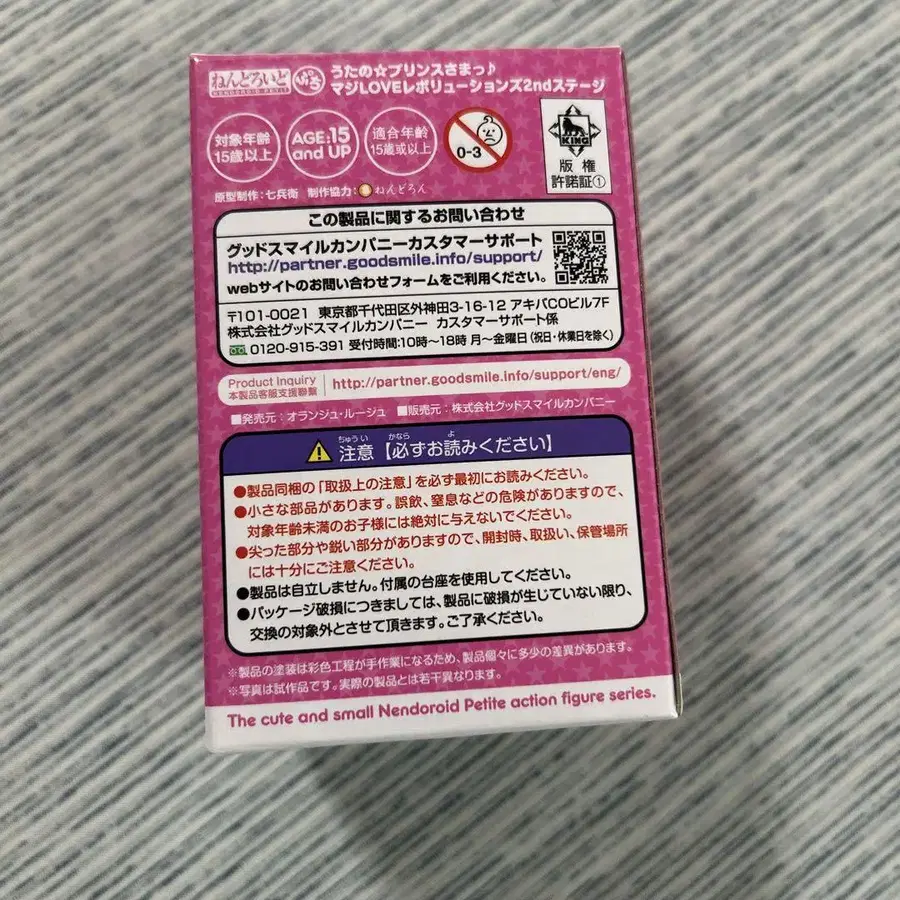 ねんどろいど ぷち うたの☆プリンスさまっ♪
NENDOROID PETIT マジLOVEレボリューションズ2ndステージ
対象年齢
15歳以上
AGE:15
and UP
適合年齡
15歲或以上
0-3
KING
版権
許諾証①
原型制作:七兵衛 制作協力: ねんどろん
この製品に関するお問い合わせ
グッドスマイルカンパニーカスタマーサポート
http://partner.goodsmile.info/support/
webサイトのお問い合わせフォームをご利用ください。
〒101-0021 東京都千代田区外神田3-16-12 アキバCOビル7F
株式会社グッドスマイルカンパニー カスタマーサポート係
0120-915-391 受付時間:10時〜18時 月〜金曜日(祝日・休業日を除く)
Product Inquiry
本製品客服支援聯繫
http://partner.goodsmile.info/support/eng/
■発売元:オランジュ・ルージュ ■販売元:株式会社グッドスマイルカンパニー
ちゅうい かなら よ
注意【必ずお読みください】
●製品同梱の「取扱上の注意」を必ず最初にお読みください。
●小さな部品があります。誤飲、窒息などの危険がありますので、
対象年齢未満のお子様には絶対に与えないでください。
●尖った部分や鋭い部分がありますので、開封時、取扱い、保管場所
には十分にご注意ください。
●製品は自立しません。付属の台座を使用してください。
●パッケージ破損につきましては、製品に破損が生じていない限り、
交換の対象外とさせて頂きます。ご了承ください。
※製品の塗装は彩色工程が手作業になるため、製品個々に多少の差異があります。
※写真は試作品です。実際の製品とは若干異なります。
The cute and small Nendoroid Petite action figure series.